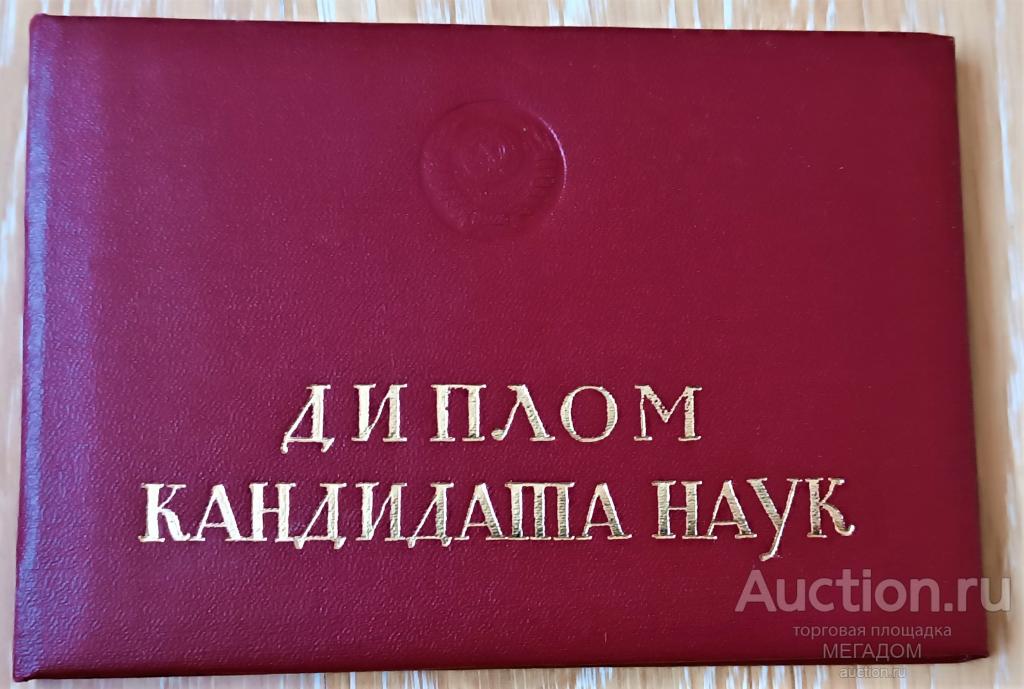 ДИПЛОМ
КАНДИДАТА НАУК
Auction.ru
торговая площадка
МЕГАДОМ
auction.ru